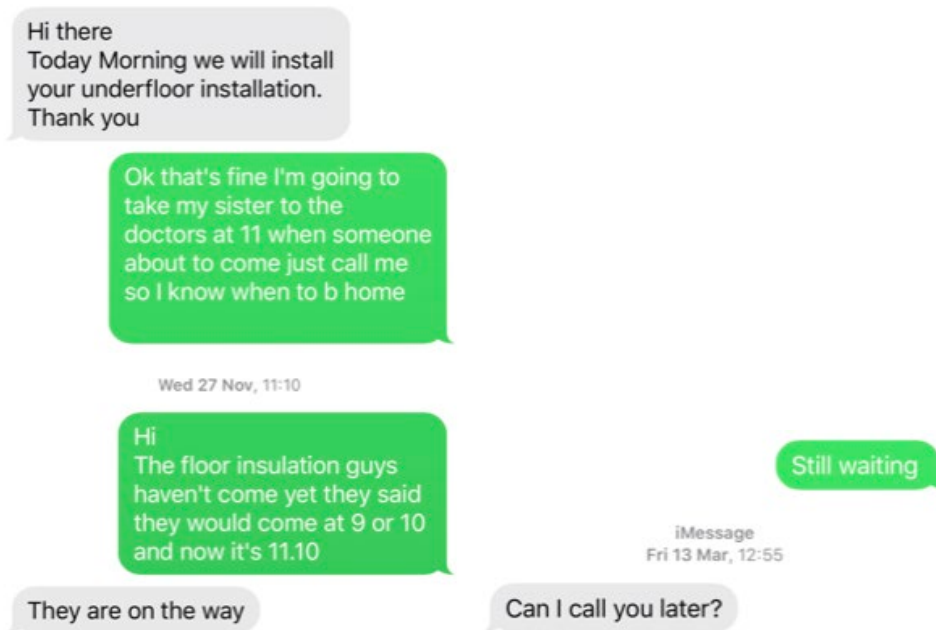 Hi there
Today Morning we will install
your underfloor installation.
Thank you
Ok that's fine I'm going to
take my sister to the
doctors at 11 when someone
about to come just call me
so I know when to b home
Wed 27 Nov, 11:10
Hi
The floor insulation guys
haven't come yet they said
they would come at 9 or 10
and now it's 11.10
They are on the way
Still waiting
iMessage
Fri 13 Mar, 12:55
Can I call you later?